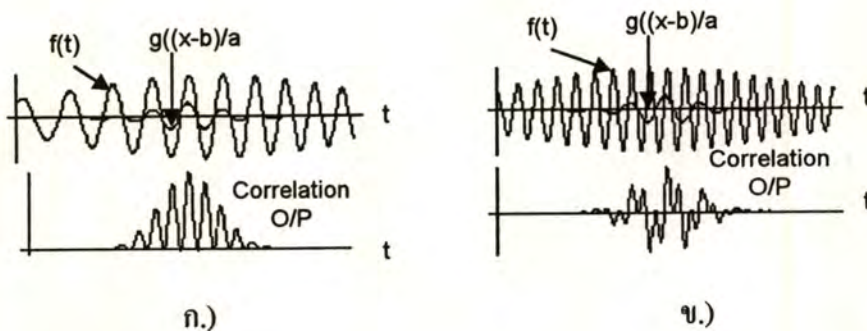 f(t)
g((x-b)/a
t
Correlation
O/P
t
ก.)
f(t)
g((x-b)/a
t
Correlation
O/P
t
ข.)